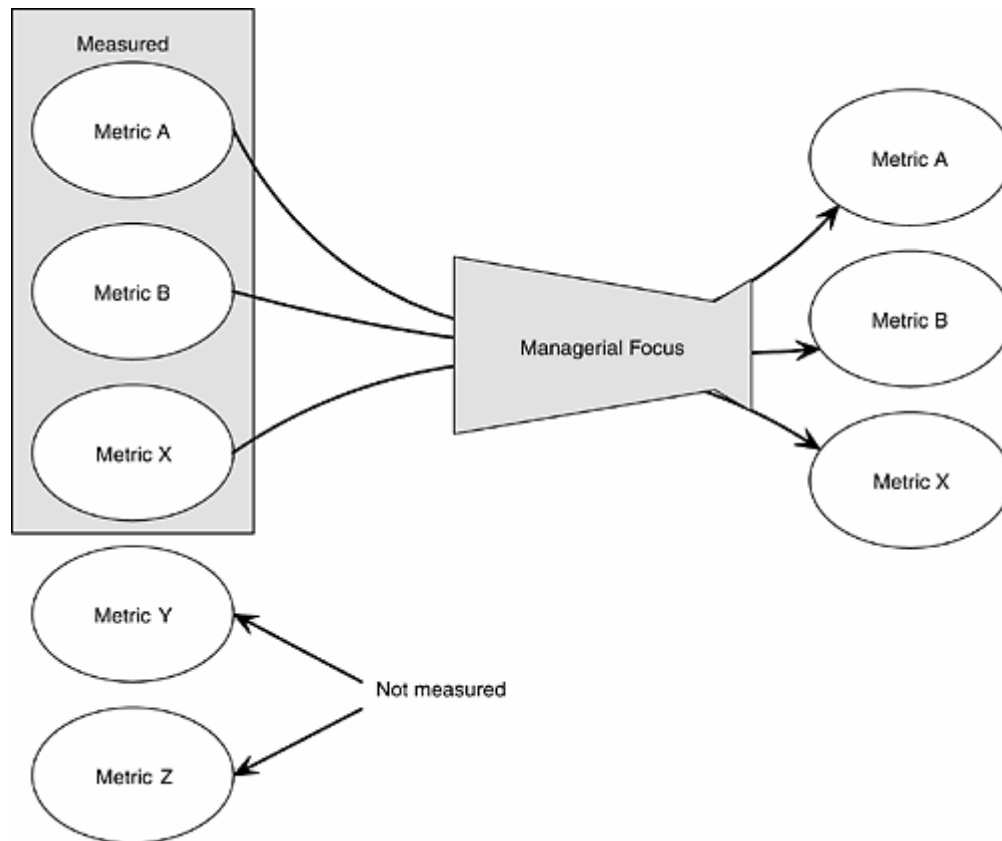 Measured
Metric A
Metric B
Metric X
Metric Y
Metric Z
Not measured
Managerial Focus
Metric A
Metric B
Metric X